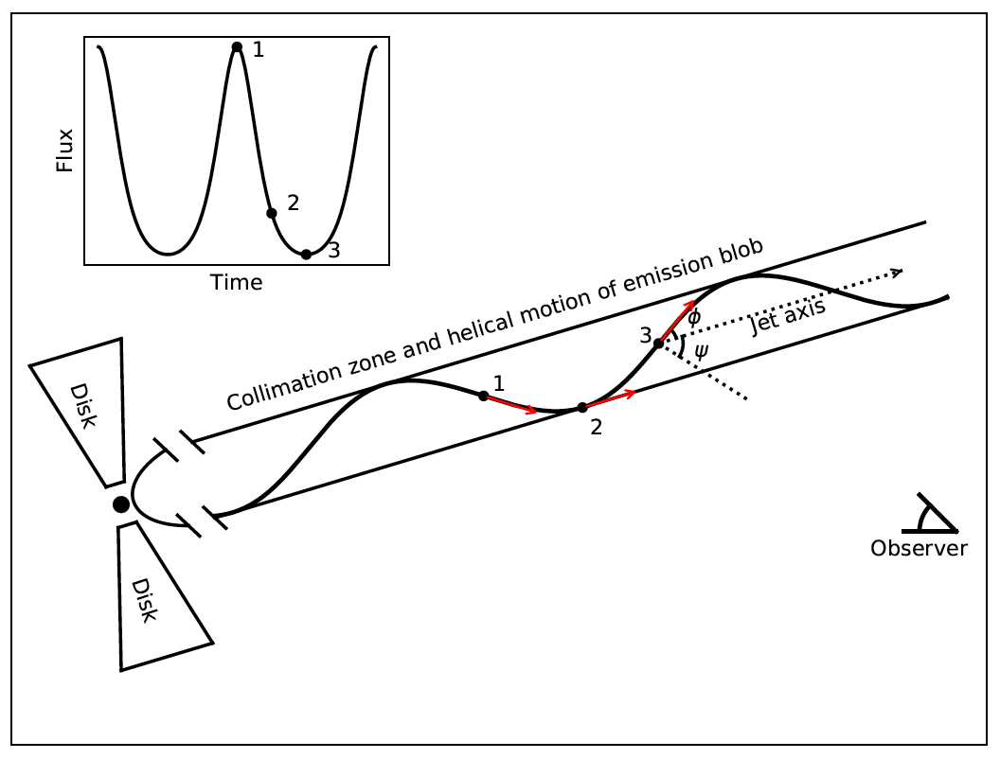 1
2
3
Flux
Time
Collimation zone and helical motion of emission blob
Disk
1
2
3
ϕ
ψ
Jet axis
Disk
Observer